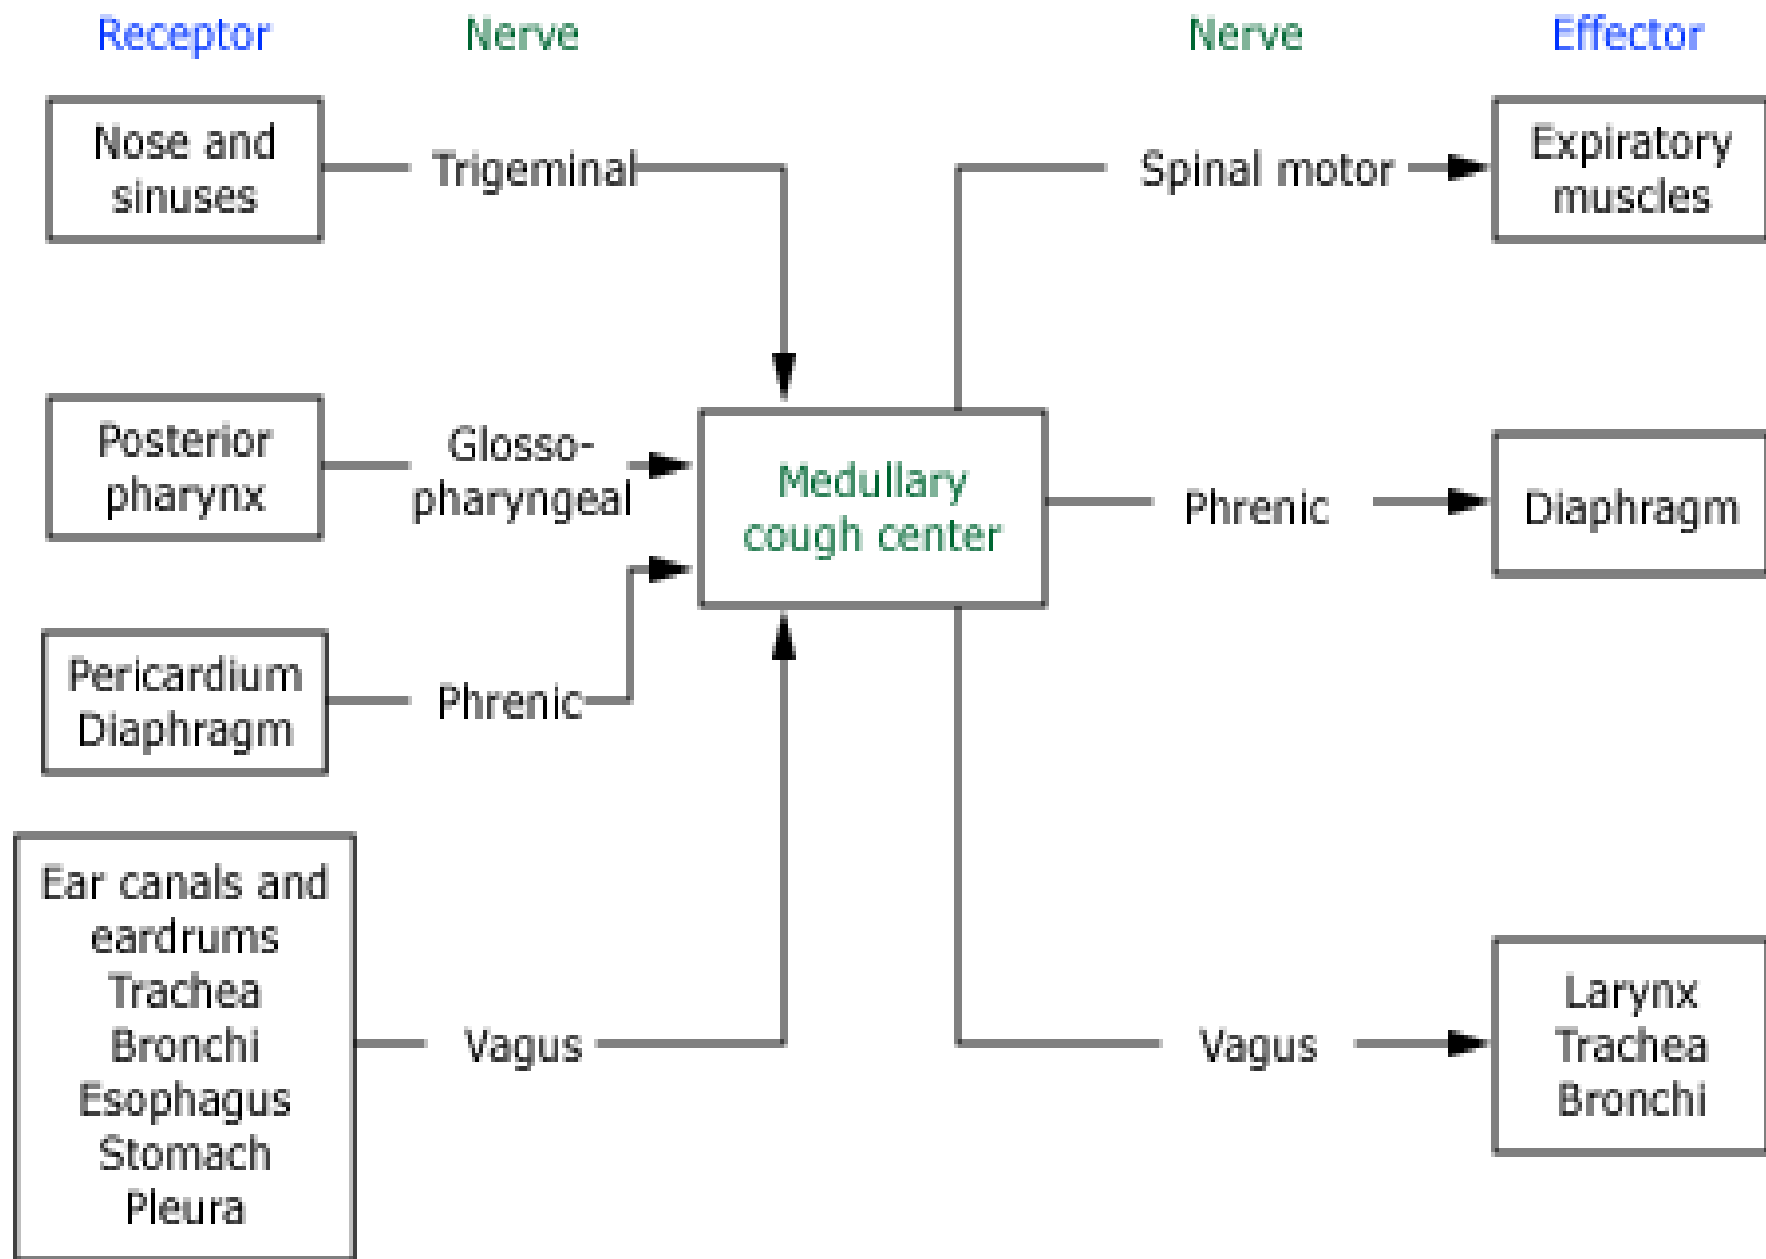 Receptor Nerve Nerve Effector
Nose and
sinuses
Trigeminal
Spinal motor
Expiratory
muscles
Posterior
pharynx
Glosso-
pharyngeal
Medullary
cough center
Phrenic
Diaphragm
Pericardium
Diaphragm
Phrenic
Ear canals and
eardrums
Trachea
Bronchi
Esophagus
Stomach
Pleura
Vagus
Vagus
Larynx
Trachea
Bronchi